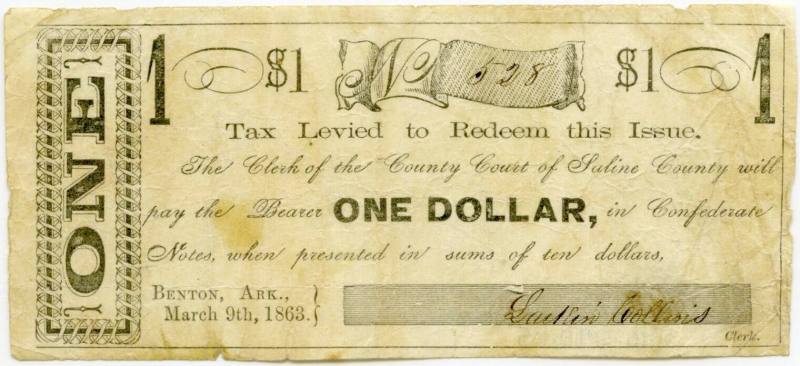 ONE
1 $1 No 528 $1 1
Tax Levied to Redeem this Issue.
The Clerk of the County Court of Saline County will
pay the Bearer ONE DOLLAR, in Confederate
Notes, when presented in sums of ten dollars,
BENTON, ARK.,
March 9th, 1863.
Collins
Clerk.